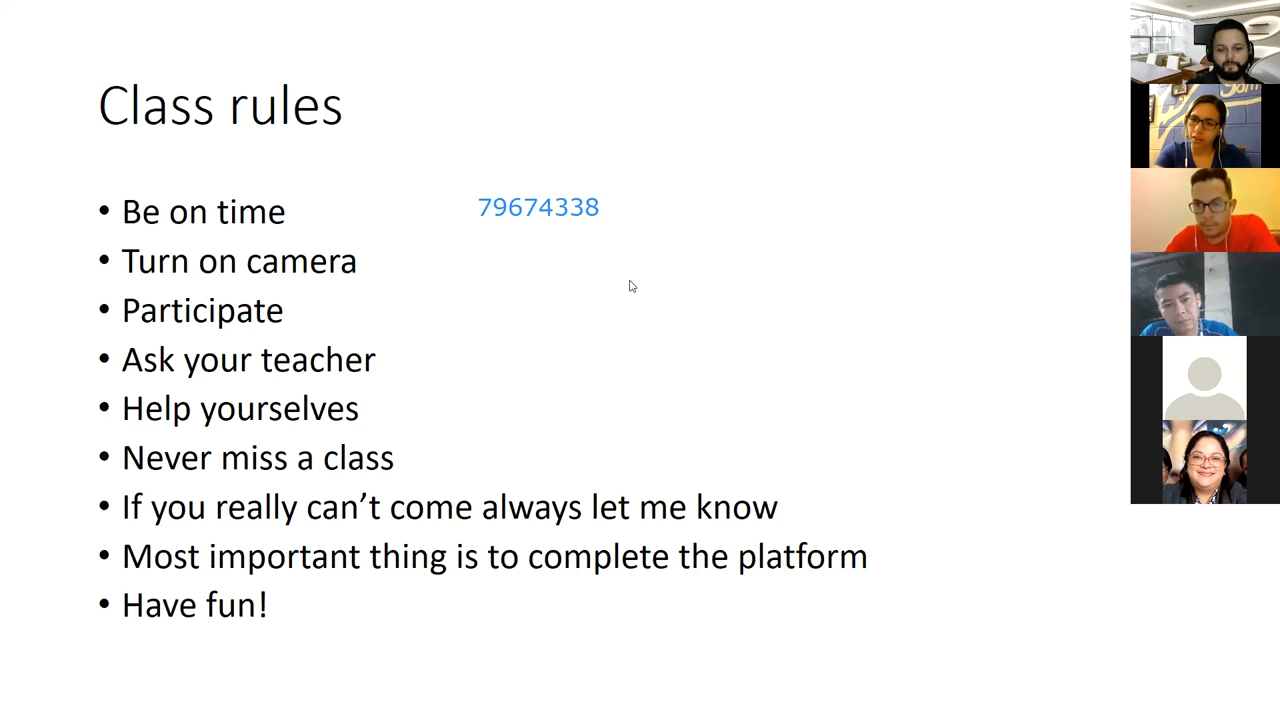 Class rules
• Be on time
79674338
• Turn on camera
• Participate
• Ask your teacher
• Help yourselves
• Never miss a class
• If you really can’t come always let me know
• Most important thing is to complete the platform
• Have fun!